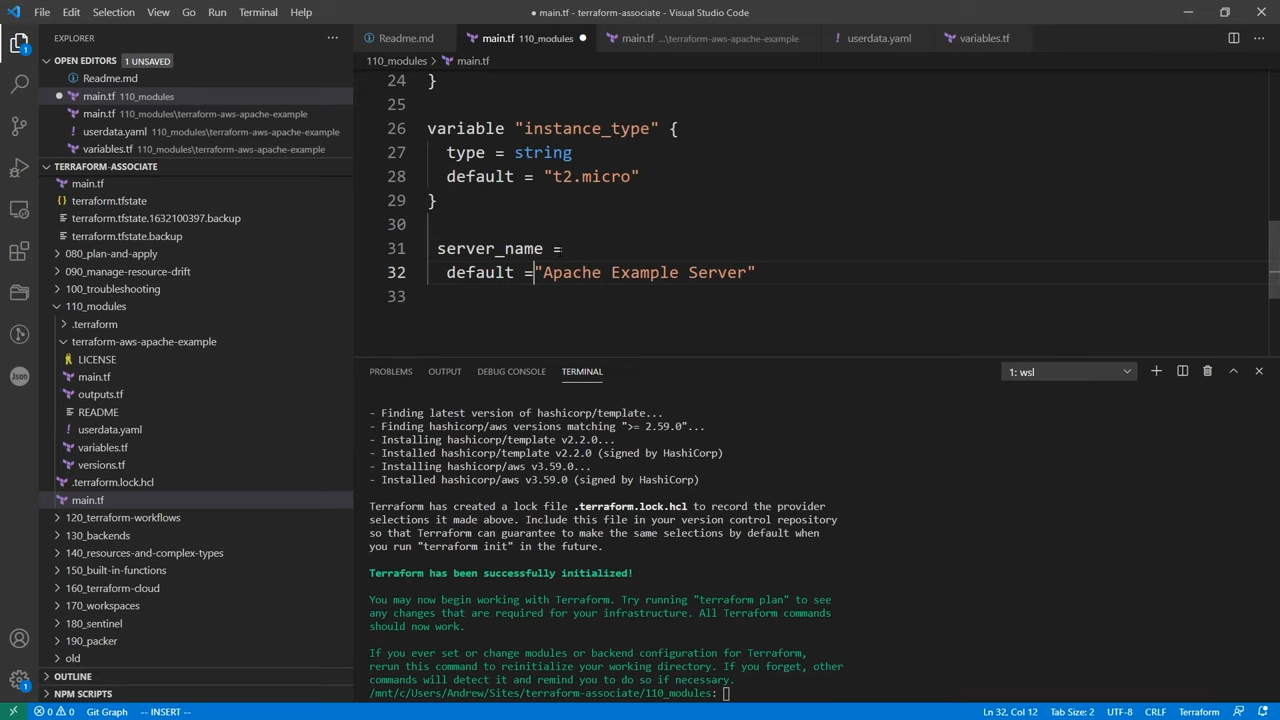 File Edit Selection View Go Run Terminal Help
● main.tf - terraform-associate - Visual Studio Code
EXPLORER
OPEN EDITORS 1 UNSAVED
Readme.md
main.tf 110_modules
main.tf 110_modules\terraform-aws-apache-example
userdata.yaml 110_modules\terraform-aws-apache-example
variables.tf 110_modules\terraform-aws-apache-example
TERRAFORM-ASSOCIATE
main.tf
terraform.tfstate
terraform.tfstate.1632100397.backup
terraform.tfstate.backup
080_plan-and-apply
090_manage-resource-drift
100_troubleshooting
110_modules
.terraform
terraform-aws-apache-example
LICENSE
main.tf
outputs.tf
README
userdata.yaml
variables.tf
versions.tf
.terraform.lock.hcl
main.tf
120_terraform-workflows
130_backends
140_resources-and-complex-types
150_built-in-functions
160_terraform-cloud
170_workspaces
180_sentinel
190_packer
old
OUTLINE
NPM SCRIPTS
1
Json
1
Readme.md main.tf 110_modules main.tf ...\terraform-aws-apache-example userdata.yaml variables.tf
110_modules > main.tf
24 }
25
26 variable "instance_type" {
27 type = string
28 default = "t2.micro"
29 }
30
31 server_name =
32 default ="Apache Example Server"
33
PROBLEMS OUTPUT DEBUG CONSOLE TERMINAL 1: wsl
- Finding latest version of hashicorp/template...
- Finding hashicorp/aws versions matching ">= 2.59.0"...
- Installing hashicorp/template v2.2.0...
- Installed hashicorp/template v2.2.0 (signed by HashiCorp)
- Installing hashicorp/aws v3.59.0...
- Installed hashicorp/aws v3.59.0 (signed by HashiCorp)
Terraform has created a lock file .terraform.lock.hcl to record the provider
selections it made above. Include this file in your version control repository
so that Terraform can guarantee to make the same selections by default when
you run "terraform init" in the future.
Terraform has been successfully initialized!
You may now begin working with Terraform. Try running "terraform plan" to see
any changes that are required for your infrastructure. All Terraform commands
should now work.
If you ever set or change modules or backend configuration for Terraform,
rerun this command to reinitialize your working directory. If you forget, other
commands will detect it and remind you to do so if necessary.
/mnt/c/Users/Andrew/Sites/terraform-associate/110_modules:
0 0 Git Graph -- INSERT -- Ln 32, Col 12 Tab Size: 2 UTF-8 CRLF Terraform